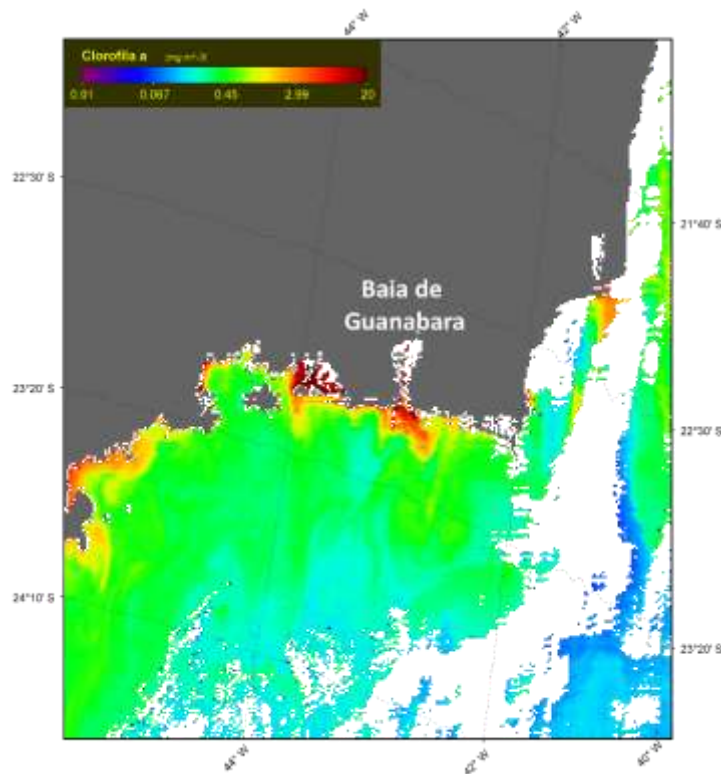 44° W
42° W
Clorofila a
0.01 0.067 0.45 2.99 20
22°30' S
21°40' S
Baia de
Guanabara
23°20' S
22°30' S
24°10' S
23°20' S
44° W
42° W
40° W